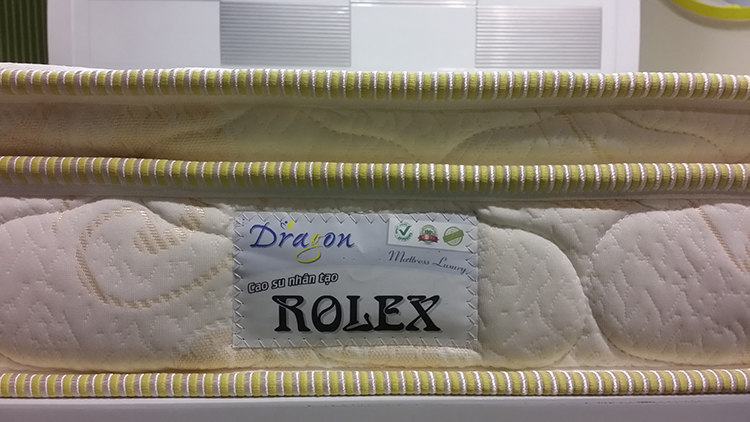 Dragon
Mattress Luxury
Cao su nhân tạo
ROLEX